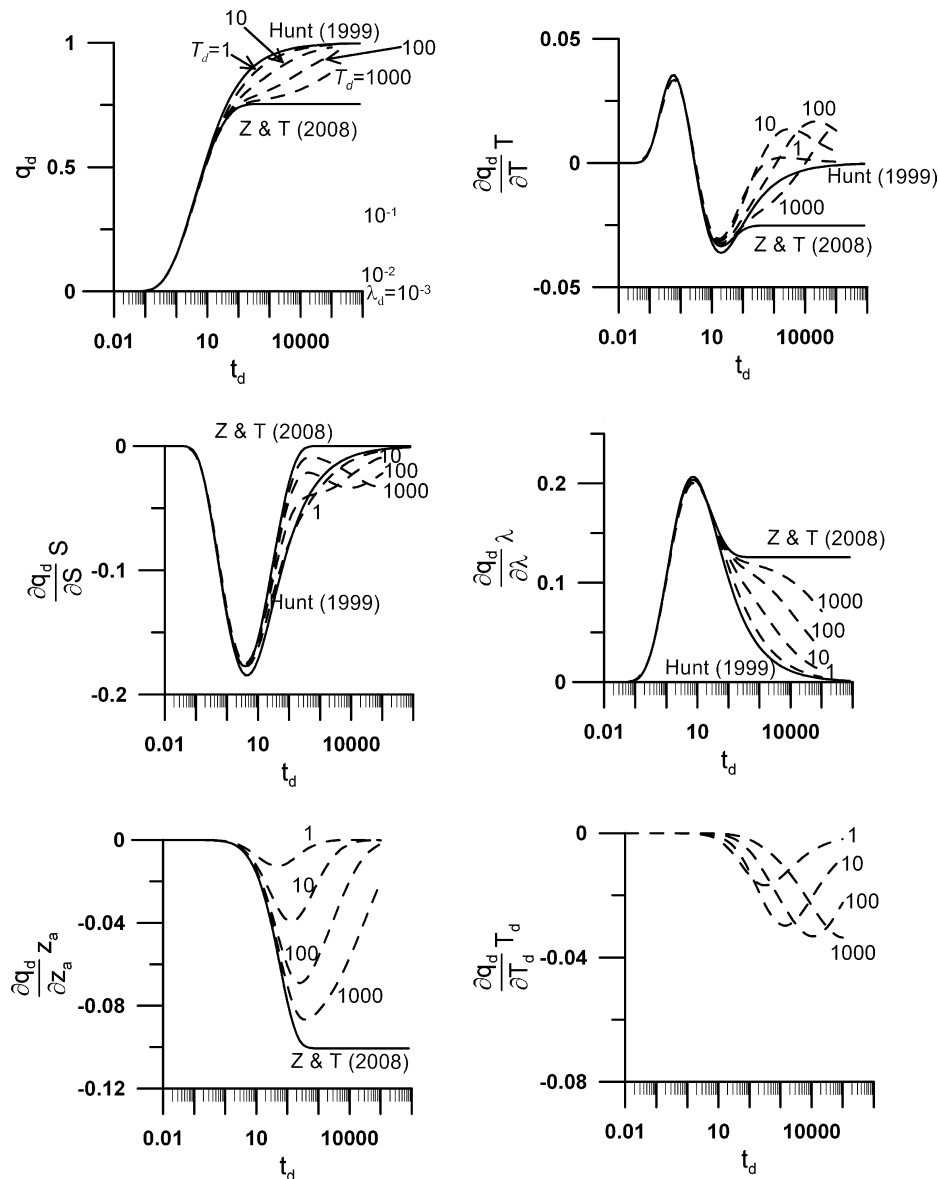 10
Hunt (1999)
1
T_d=1
100
T_d=1000
Z & T (2008)
q_d
0.5
10⁻¹
10⁻²
λ_d=10⁻³
0
0.01
10
10000
t_d
0.05
100
10
1
∂q_d/∂T T
0
Hunt (1999)
1000
Z & T (2008)
-0.05
0.01
10
10000
t_d
Z & T (2008)
0
10
100
1000
1
∂q_d/∂S S
-0.1
Hunt (1999)
-0.2
0.01
10
10000
t_d
0.2
Z & T (2008)
∂q_d/∂λ λ
0.1
1000
100
10
1
Hunt (1999)
0
0.01
10
10000
t_d
0
1
10
-0.04
100
∂q_d/∂z_a z_a
1000
-0.08
Z & T (2008)
-0.12
0.01
10
10000
t_d
0
1
10
100
∂q_d/∂T_d T_d
1000
-0.04
-0.08
0.01
10
10000
t_d